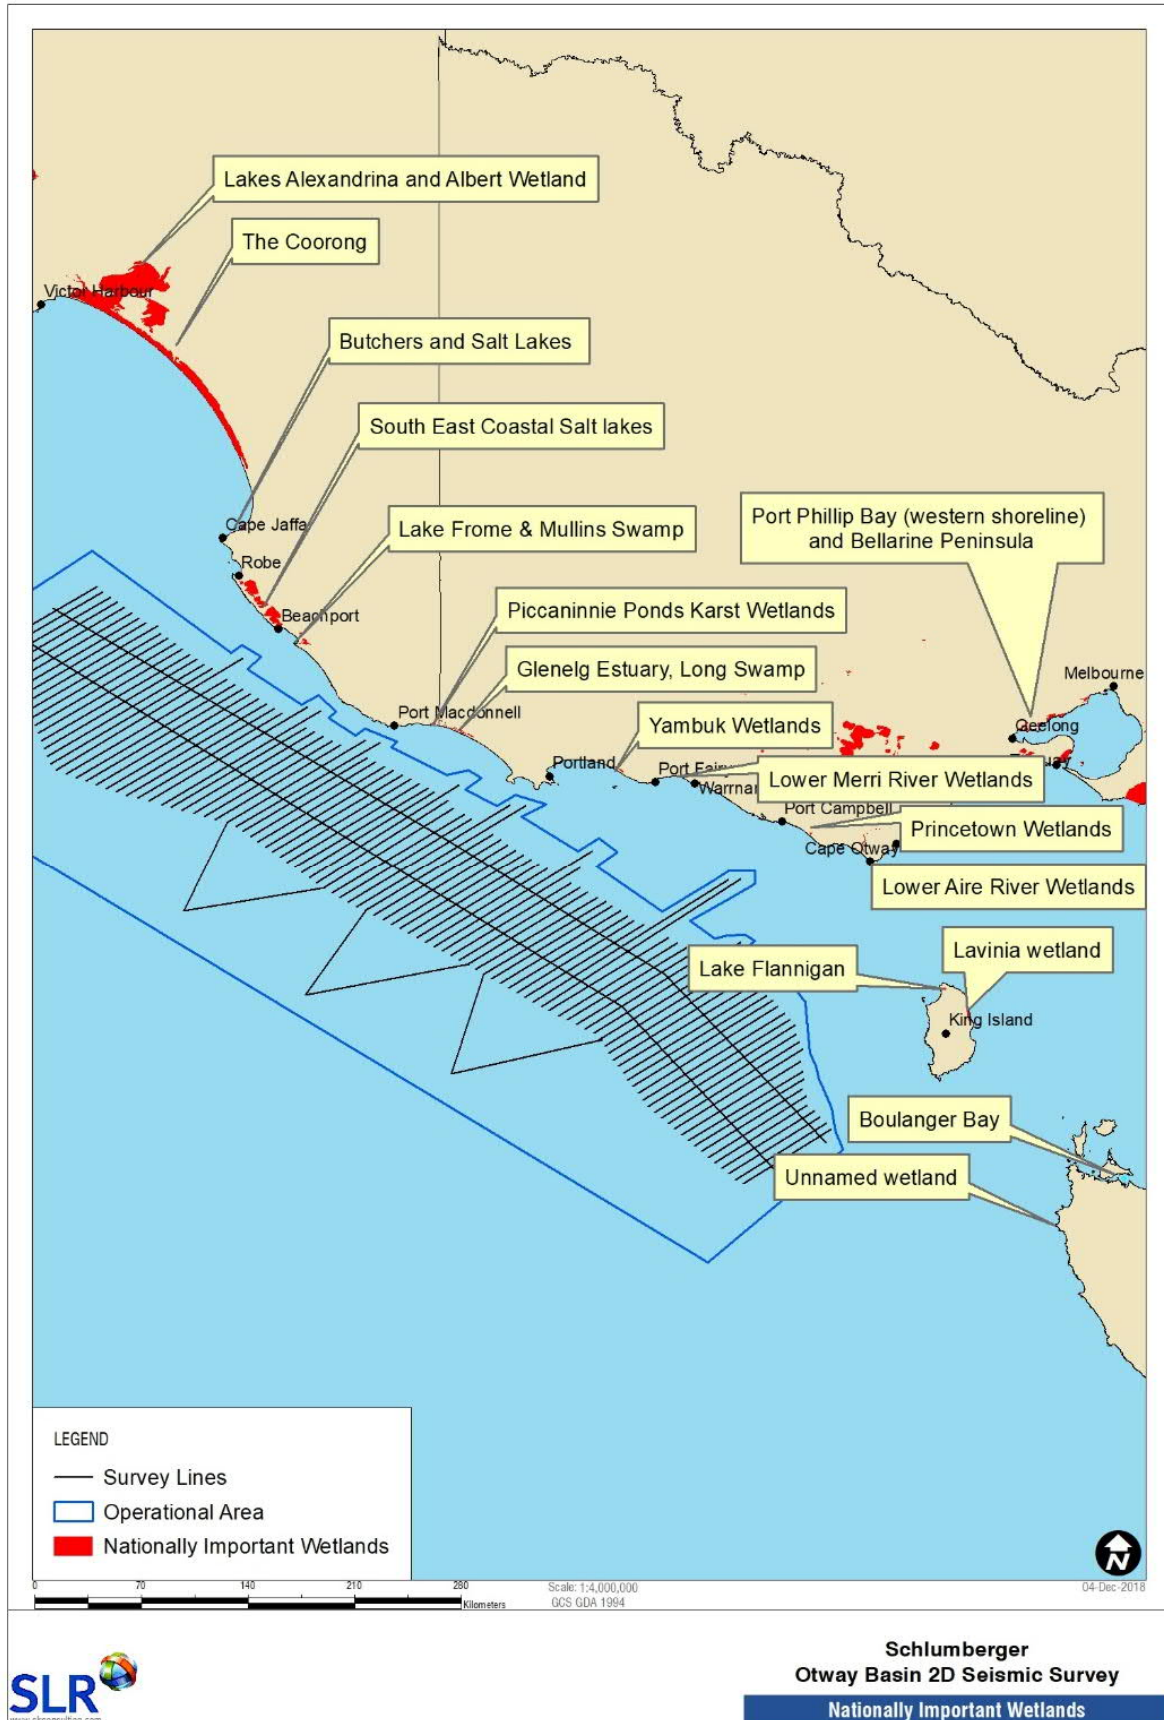 Lakes Alexandrina and Albert Wetland
The Coorong
Victor Harbour
Butchers and Salt Lakes
South East Coastal Salt lakes
Cape Jaffa
Lake Frome & Mullins Swamp
Port Phillip Bay (western shoreline)
and Bellarine Peninsula
Robe
Beachport
Piccaninnie Ponds Karst Wetlands
Glenelg Estuary, Long Swamp
Melbourne
Port Macdonnell
Yambuk Wetlands
Geelong
Portland
Port Fair
Lower Merri River Wetlands
Warrnar
Port Campbell
Princetown Wetlands
Cape Otway
Lower Aire River Wetlands
Lavinia wetland
Lake Flannigan
King Island
Boulanger Bay
Unnamed wetland
LEGEND
Survey Lines
Operational Area
Nationally Important Wetlands
N
0 70 140 210 280
Kilometers
Scale: 1:4,000,000
GCS GDA 1994
04-Dec-2018
SLR
Schlumberger
Otway Basin 2D Seismic Survey
Nationally Important Wetlands